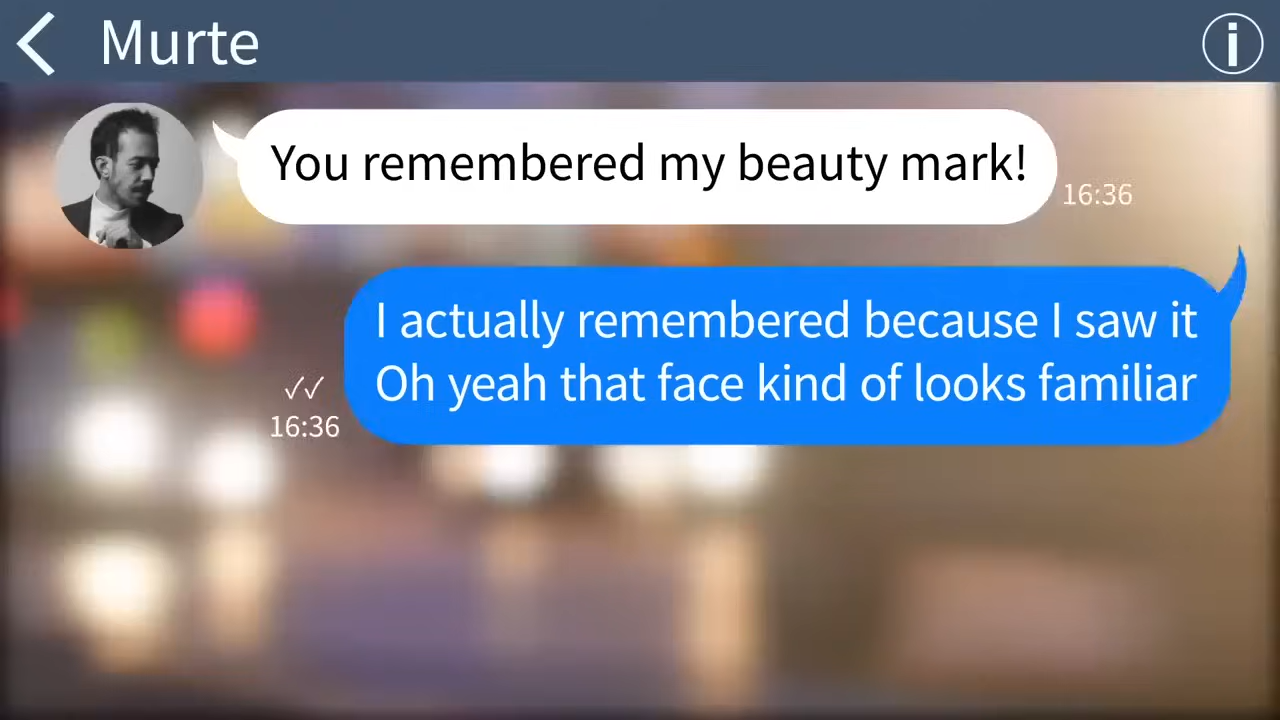 Murte
You remembered my beauty mark!
16:36
I actually remembered because I saw it
Oh yeah that face kind of looks familiar
16:36